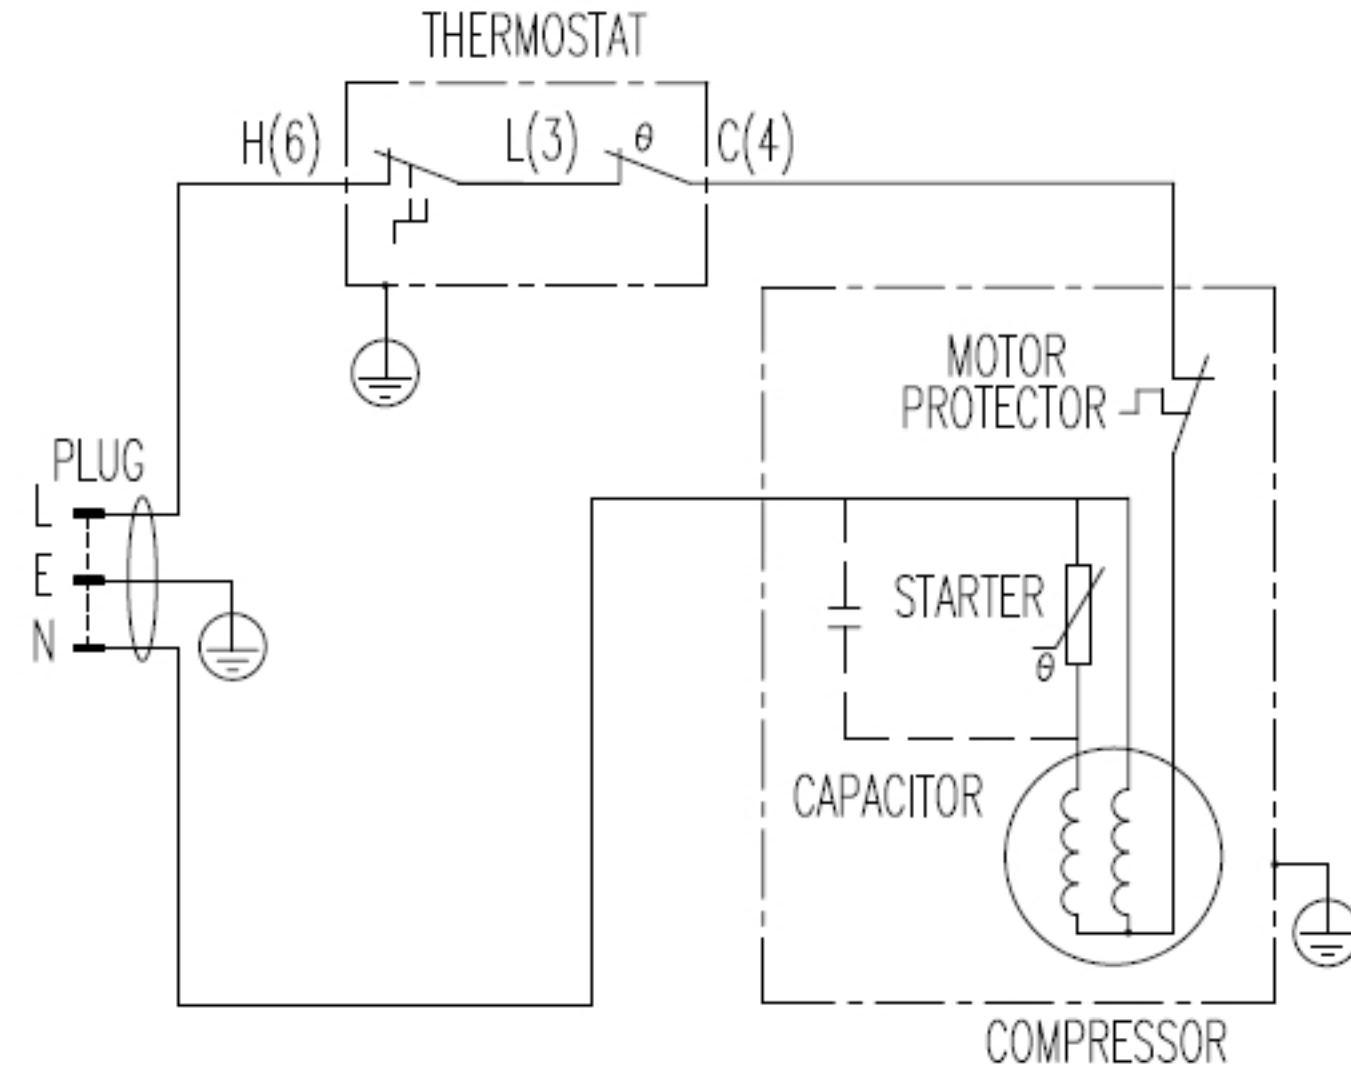 THERMOSTAT
H(6)
L(3)
θ
C(4)
MOTOR
PROTECTOR
PLUG
L
E
N
STARTER
θ
CAPACITOR
COMPRESSOR